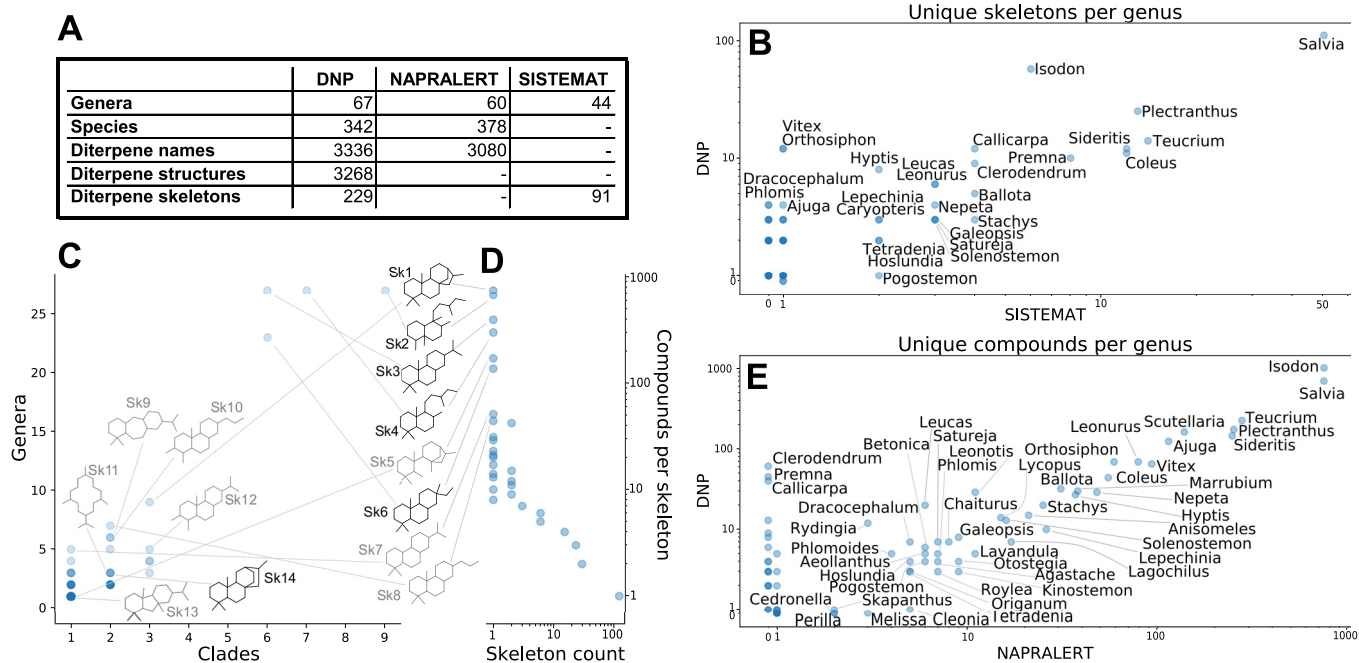 A
DNP NAPRALERT SISTEMAT
Genera 67 60 44
Species 342 378 -
Diterpene names 3336 3080 -
Diterpene structures 3268 - -
Diterpene skeletons 229 - 91
Unique skeletons per genus
B
DNP
100
10
1
0
Salvia
Isodon
Plectranthus
Vitex
Orthosiphon
Callicarpa
Sideritis
Teucrium
Hyptis
Leucas
Leonurus
Premna
Clerodendrum
Coleus
Dracocephalum
Phlomis
Ajuga
Lepechinia
Caryopteris
Nepeta
Ballota
Stachys
Galeopsis
Satureja
Solenostemon
Tetradenia
Hoslundia
Pogostemon
0 1 10 50
SISTEMAT
C
Genera
25
20
15
10
5
0
Sk9
Sk10
Sk11
Sk12
Sk7
Sk8
Sk13
Sk14
1 2 3 4 5 6 7 8 9
Clades
D
Sk1
Sk2
Sk3
Sk4
Sk5
Sk6
1000
100
10
1
Compounds per skeleton
1 10 100
Skeleton count
Unique compounds per genus
E
DNP
1000
100
10
1
0
Isodon
Salvia
Leucas
Scutellaria
Teucrium
Betonica
Satureja
Leonurus
Plectranthus
Leonotis
Orthosiphon
Ajuga
Sideritis
Clerodendrum
Phlomis
Lycopus
Vitex
Premna
Ballota
Coleus
Marrubium
Callicarpa
Chaiturus
Nepeta
Dracocephalum
Stachys
Hyptis
Rydingia
Galeopsis
Anisomeles
Solenostemon
Phlomoides
Lavandula
Lepechinia
Aeollanthus
Otostegia
Lagochilus
Hoslundia
Agastache
Pogostemon
Roylea
Kinostemon
Cedronella
Skapanthus
Origanum
Perilla
Melissa
Cleonia
Tetradenia
0 1 10 100 1000
NAPRALERT